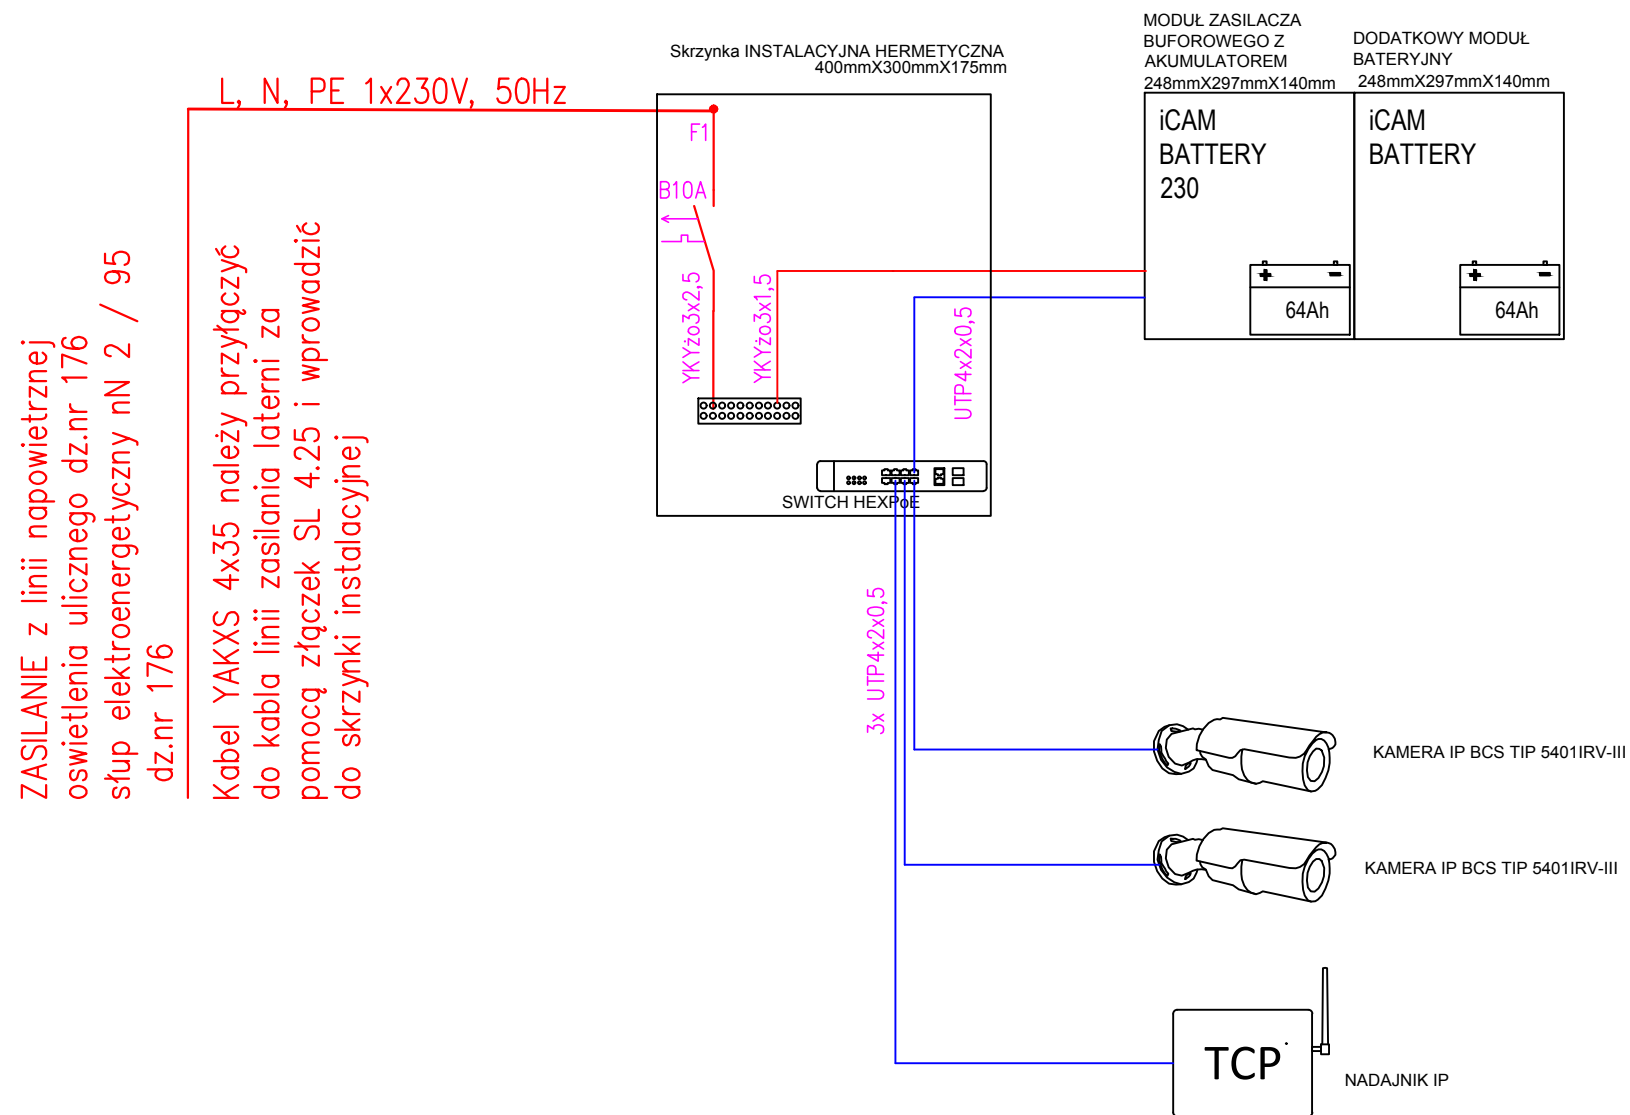 MODUŁ ZASILACZA
BUFOROWEGO Z
AKUMULATOREM
248mmX297mmX140mm
DODATKOWY MODUŁ
BATERYJNY
248mmX297mmX140mm
Skrzynka INSTALACYJNA HERMETYCZNA
400mmX300mmX175mm
L, N, PE 1x230V, 50Hz
F1
B10A
iCAM
BATTERY
230
iCAM
BATTERY
64Ah
64Ah
YKYżo3x2,5
YKYżo3x1,5
UTP4x2x0,5
SWITCH HEXPoE
3x UTP4x2x0,5
ZASILANIE z linii napowietrznej
oswietlenia ulicznego dz.nr 176
słup elektroenergetyczny nN 2 / 95
dz.nr 176
Kabel YAKXS 4x35 należy przyłączyć
do kabla linii zasilania laterni za
pomocą złączek SL 4.25 i wprowadzić
do skrzynki instalacyjnej
KAMERA IP BCS TIP 5401IRV-III
KAMERA IP BCS TIP 5401IRV-III
TCP
NADAJNIK IP